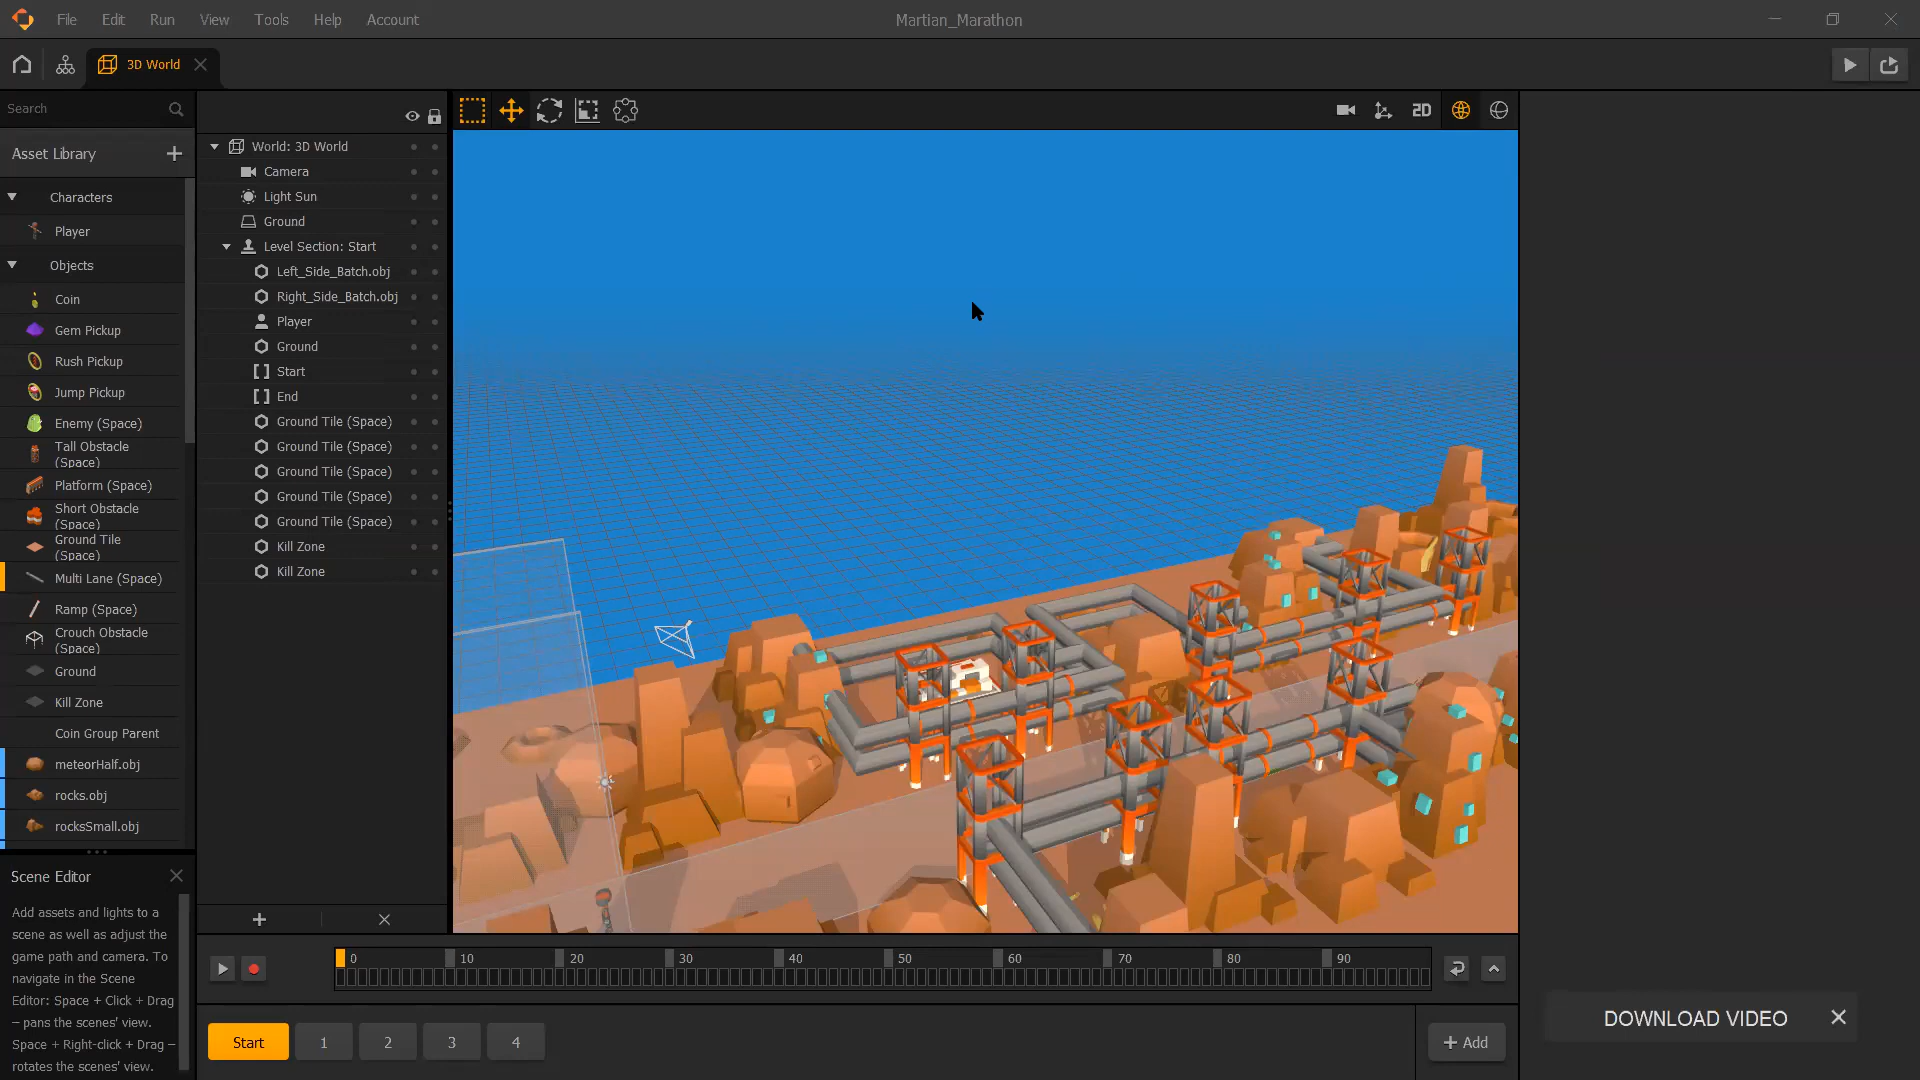 File Edit Run View Tools Help Account
Martian_Marathon
3D World
Search
Asset Library
Characters
Player
Objects
Coin
Gem Pickup
Rush Pickup
Jump Pickup
Enemy (Space)
Tall Obstacle
(Space)
Platform (Space)
Short Obstacle
(Space)
Ground Tile
(Space)
Multi Lane (Space)
Ramp (Space)
Crouch Obstacle
(Space)
Ground
Kill Zone
Coin Group Parent
meteorHalf.obj
rocks.obj
rocksSmall.obj
Scene Editor
Add assets and lights to a
scene as well as adjust the
game path and camera. To
navigate in the Scene
Editor: Space + Click + Drag
– pans the scenes' view.
Space + Right-click + Drag –
rotates the scenes' view.
World: 3D World
Camera
Light Sun
Ground
Level Section: Start
Left_Side_Batch.obj
Right_Side_Batch.obj
Player
Ground
Start
End
Ground Tile (Space)
Ground Tile (Space)
Ground Tile (Space)
Ground Tile (Space)
Ground Tile (Space)
Kill Zone
Kill Zone
2D
0 10 20 30 40 50 60 70 80 90
Start 1 2 3 4
+ Add
DOWNLOAD VIDEO